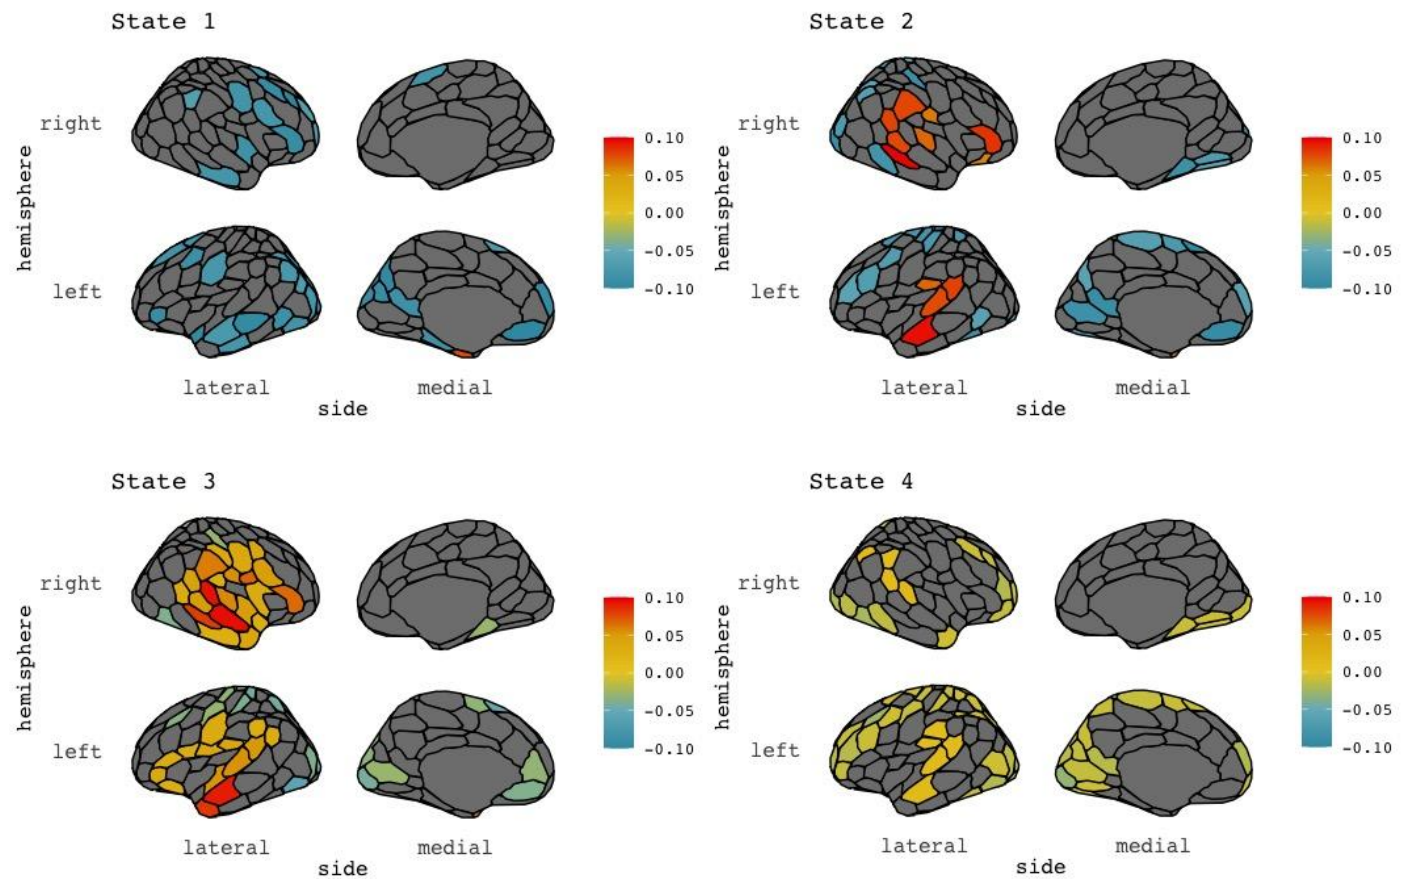 State 1
right
left
hemisphere
lateral
medial
side
0.10
0.05
0.00
-0.05
-0.10
State 2
right
left
hemisphere
lateral
medial
side
0.10
0.05
0.00
-0.05
-0.10
State 3
right
left
hemisphere
lateral
medial
side
0.10
0.05
0.00
-0.05
-0.10
State 4
right
left
hemisphere
lateral
medial
side
0.10
0.05
0.00
-0.05
-0.10